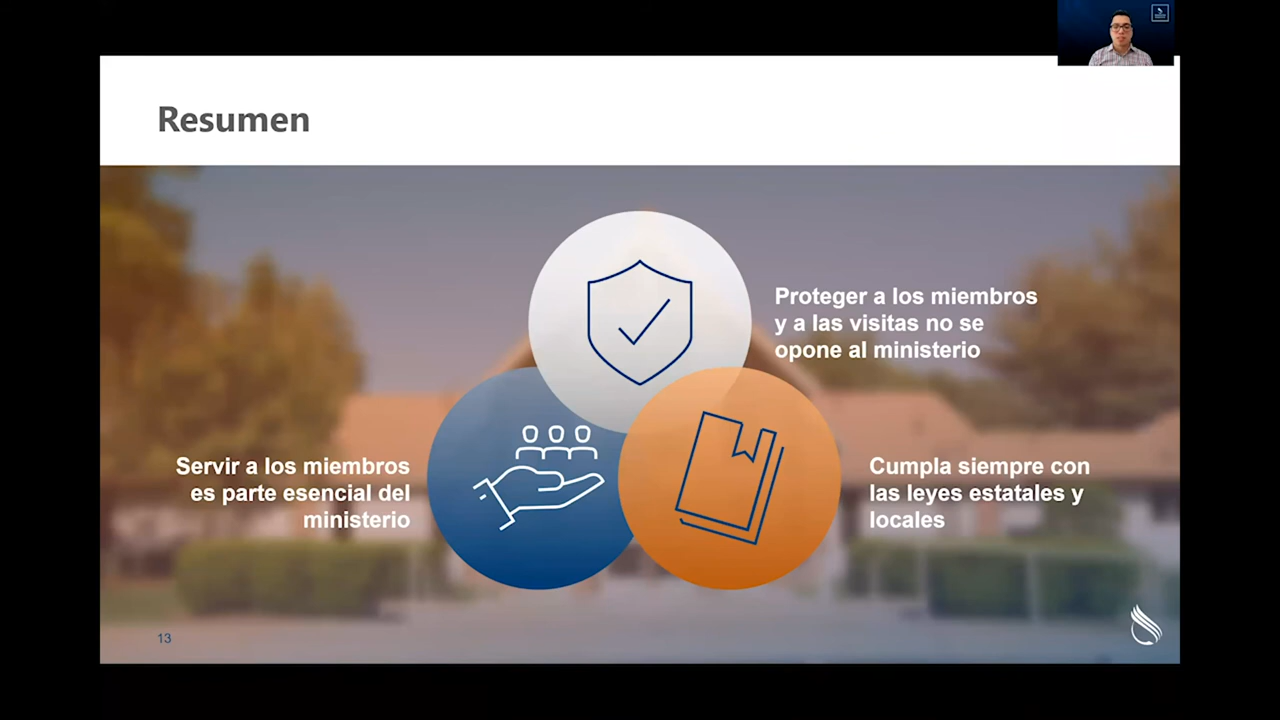 Resumen
Proteger a los miembros
y a las visitas no se
opone al ministerio
Servir a los miembros
es parte esencial del
ministerio
Cumpla siempre con
las leyes estatales y
locales
13